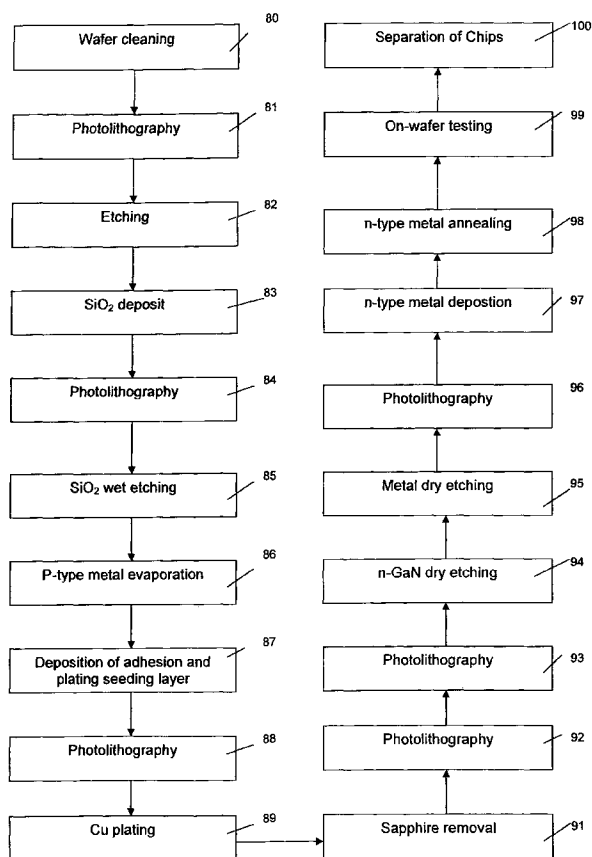 Wafer cleaning
80
Photolithography
81
Etching
82
SiO₂ deposit
83
Photolithography
84
SiO₂ wet etching
85
P-type metal evaporation
86
Deposition of adhesion and
plating seeding layer
87
Photolithography
88
Cu plating
89
Sapphire removal
91
Photolithography
92
Photolithography
93
n-GaN dry etching
94
Metal dry etching
95
Photolithography
96
n-type metal depostion
97
n-type metal annealing
98
On-wafer testing
99
Separation of Chips
100